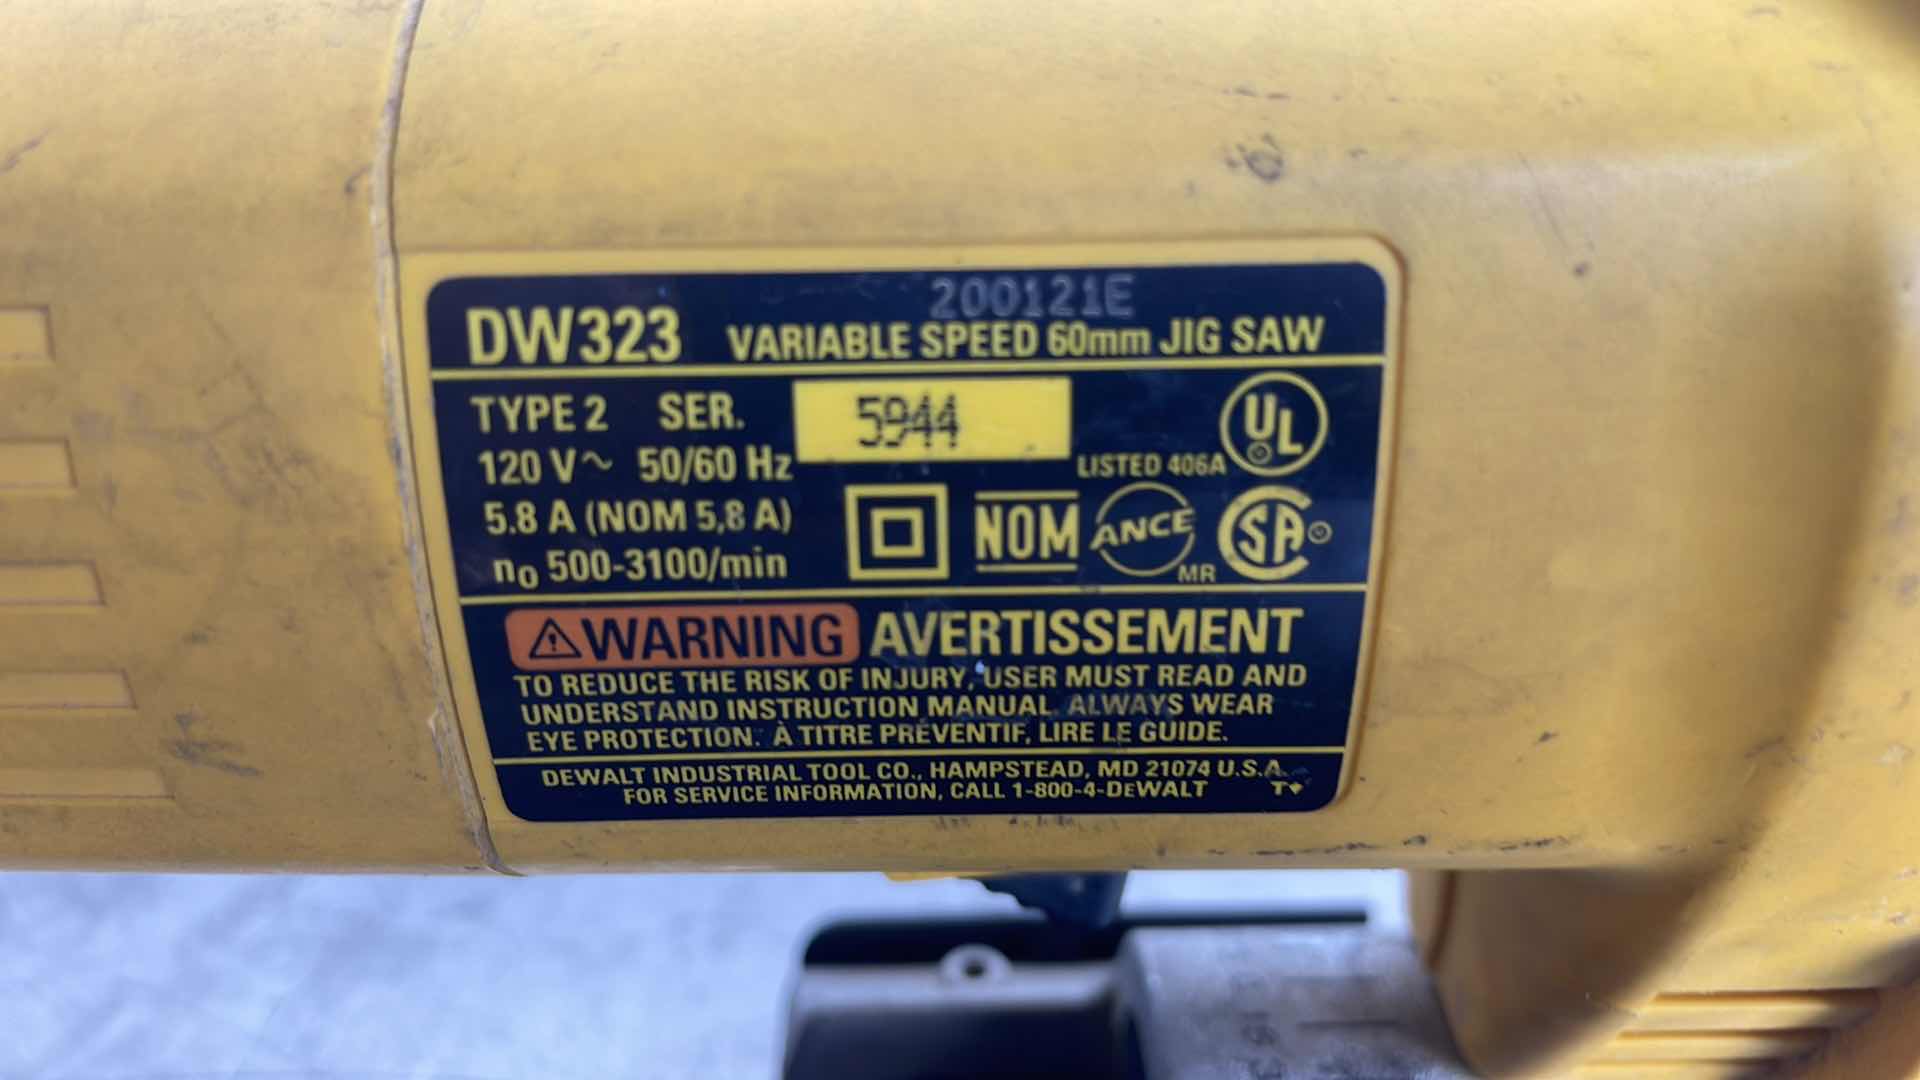 200121E
DW323 VARIABLE SPEED 60mm JIG SAW
TYPE 2 SER. 5944
120 V~ 50/60 Hz
LISTED 406A UL
5.8 A (NOM 5,8 A)
n₀ 500-3100/min
NOM ANCE MR SA
WARNING AVERTISSEMENT
TO REDUCE THE RISK OF INJURY, USER MUST READ AND
UNDERSTAND INSTRUCTION MANUAL. ALWAYS WEAR
EYE PROTECTION. À TITRE PRÉVENTIF, LIRE LE GUIDE.
DEWALT INDUSTRIAL TOOL CO., HAMPSTEAD, MD 21074 U.S.A.
FOR SERVICE INFORMATION, CALL 1-800-4-DEWALT T